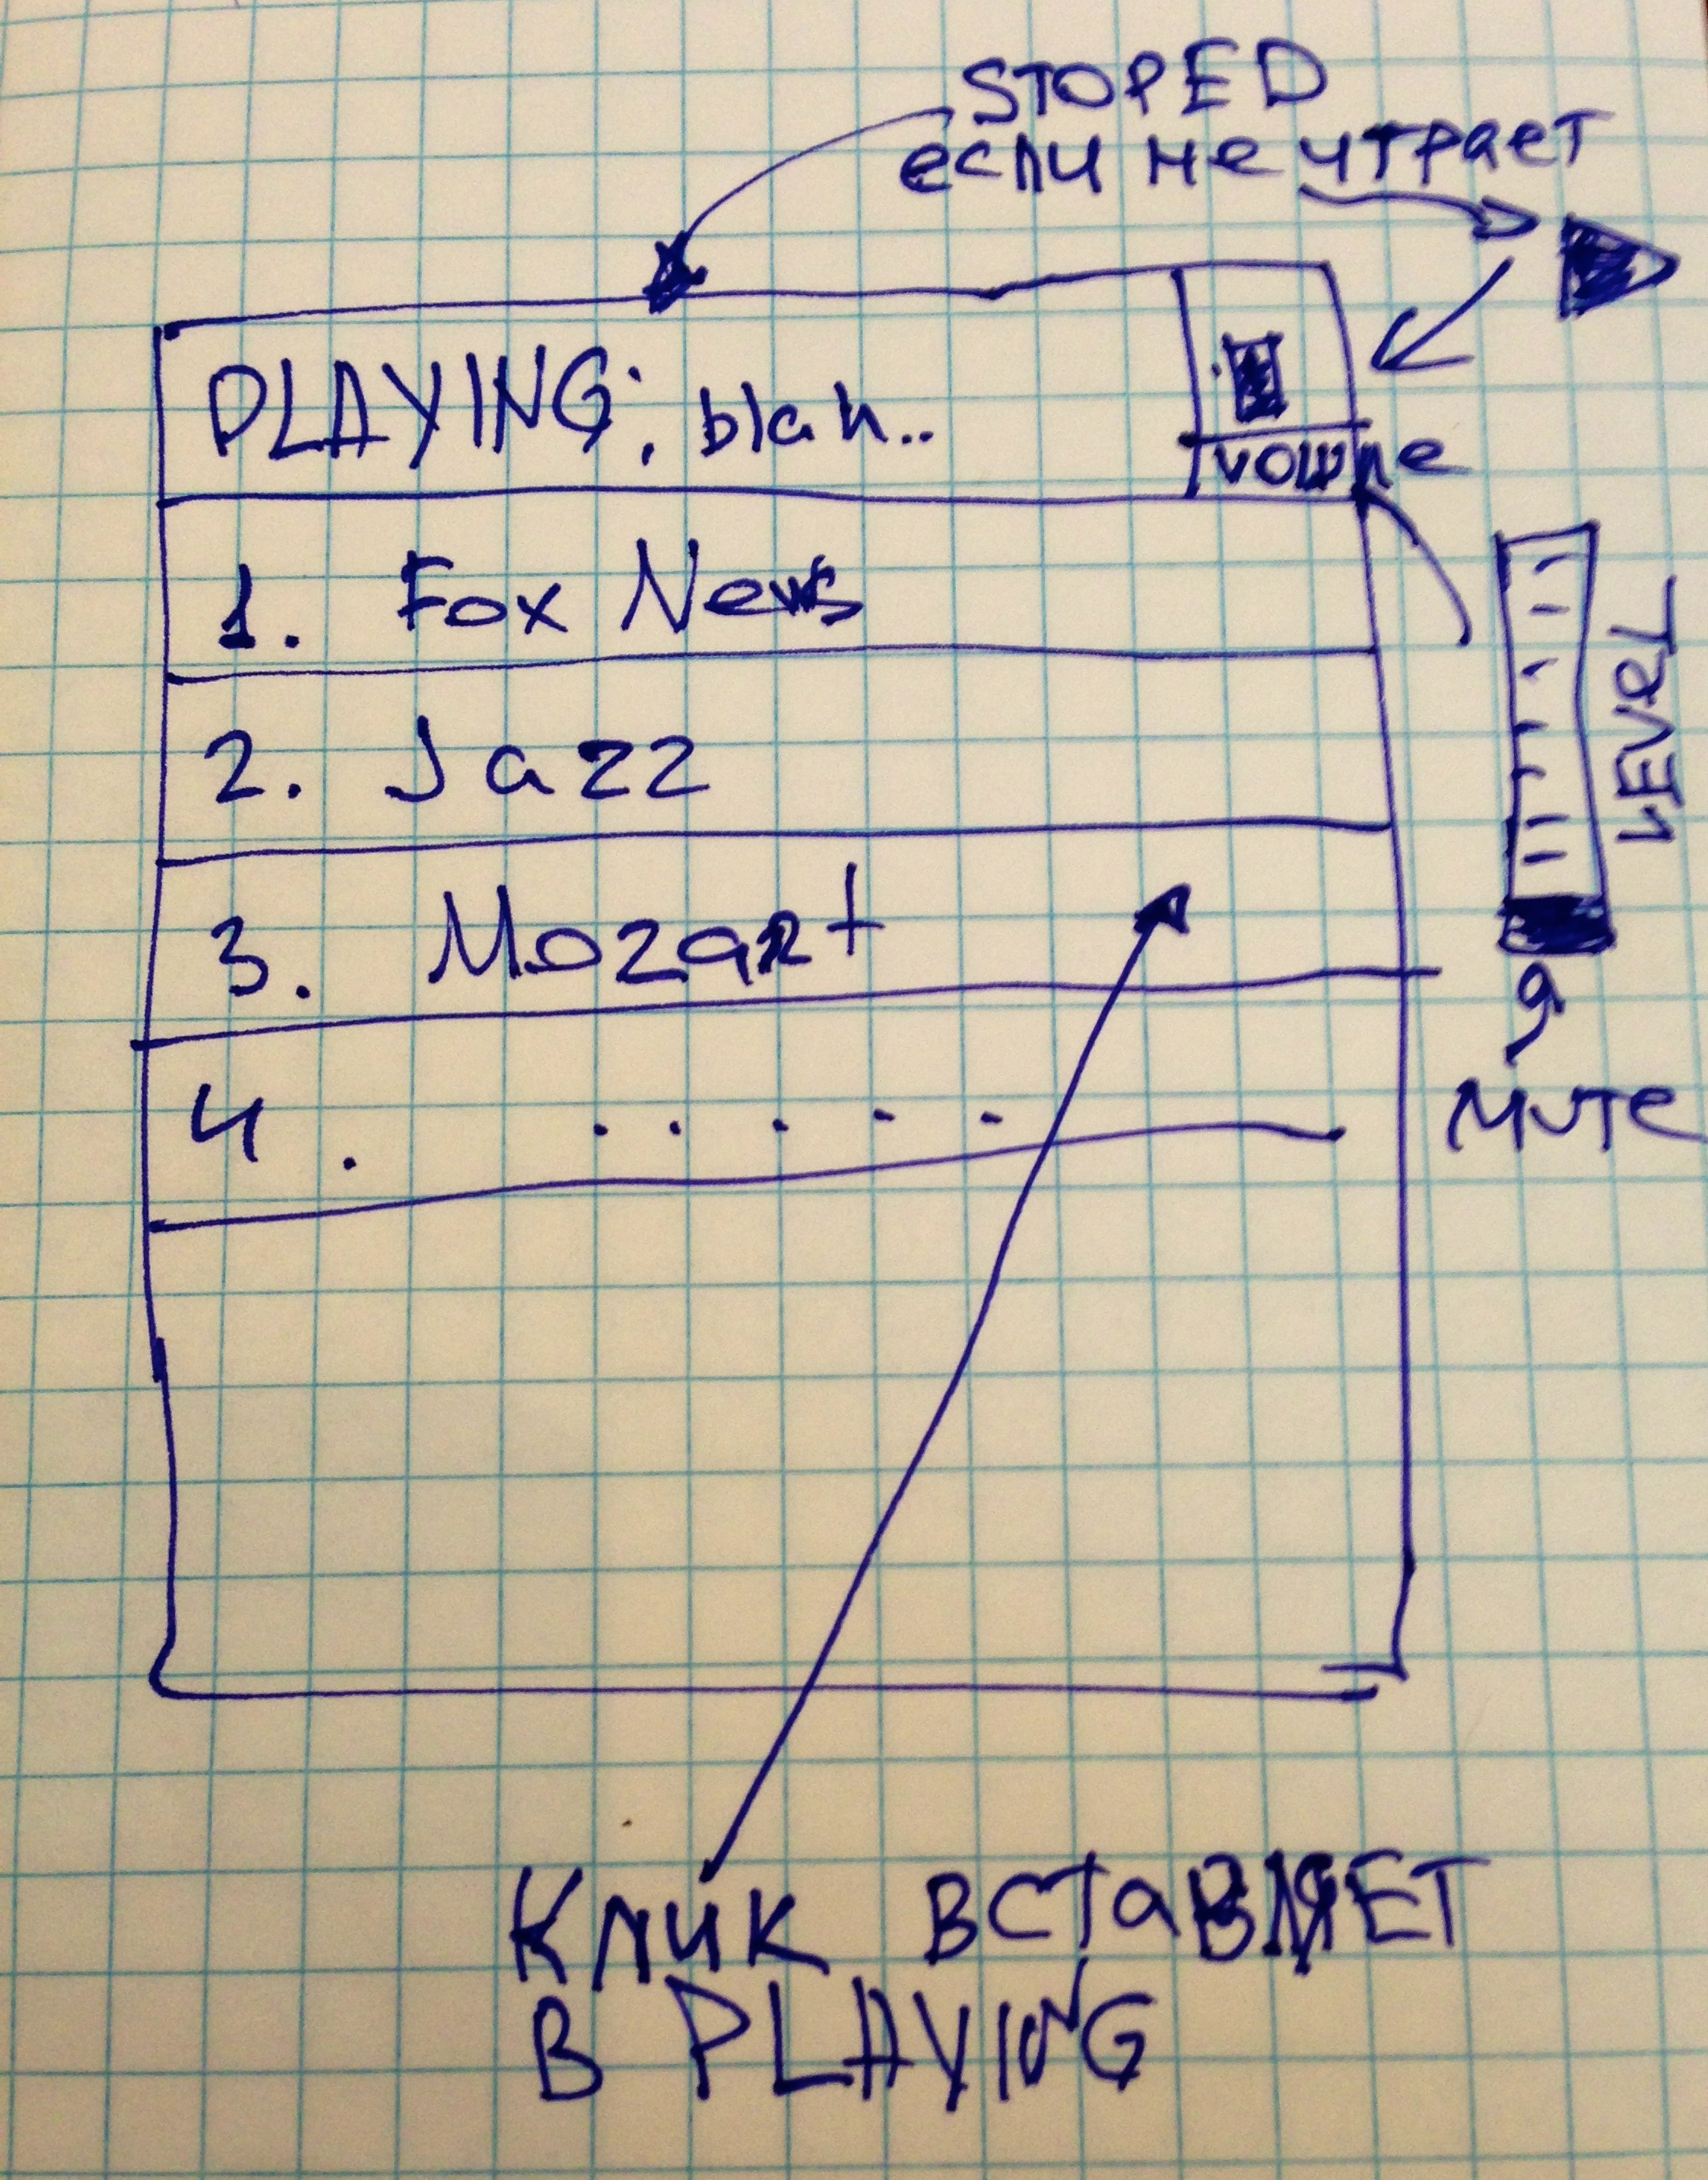 STOPED
если не играет
PLAYING: blah..
volume
1. Fox News
2. Jazz
3. Mozart
4. . . . . .
LEVEL
MUTE
Клик вставляет
в PLAYING